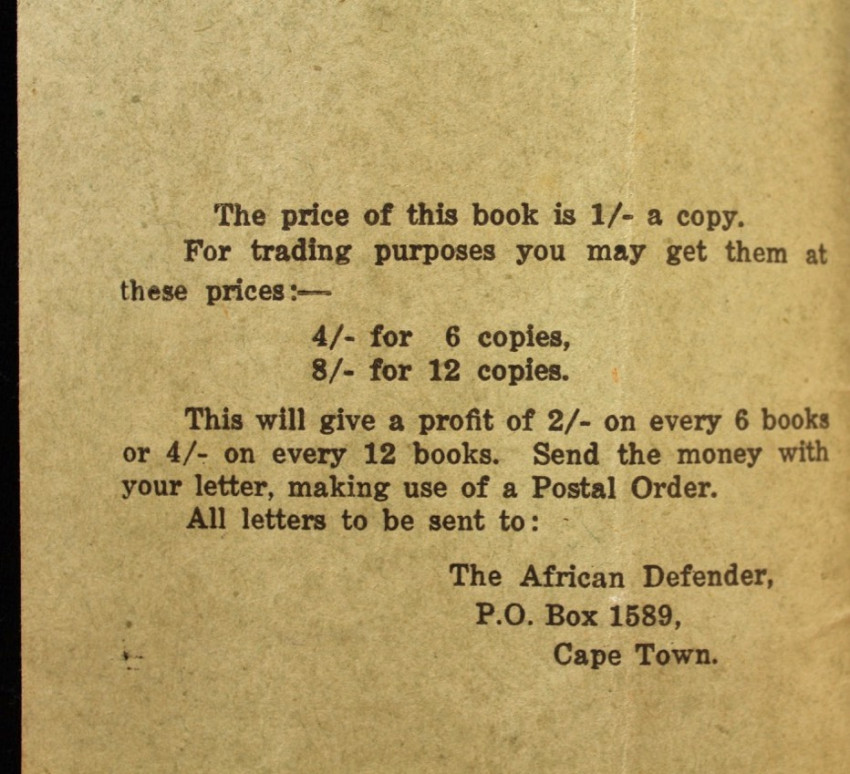 The price of this book is 1/- a copy.
For trading purposes you may get them at
these prices:—
4/- for 6 copies,
8/- for 12 copies.
This will give a profit of 2/- on every 6 books
or 4/- on every 12 books. Send the money with
your letter, making use of a Postal Order.
All letters to be sent to:
The African Defender,
P.O. Box 1589,
Cape Town.